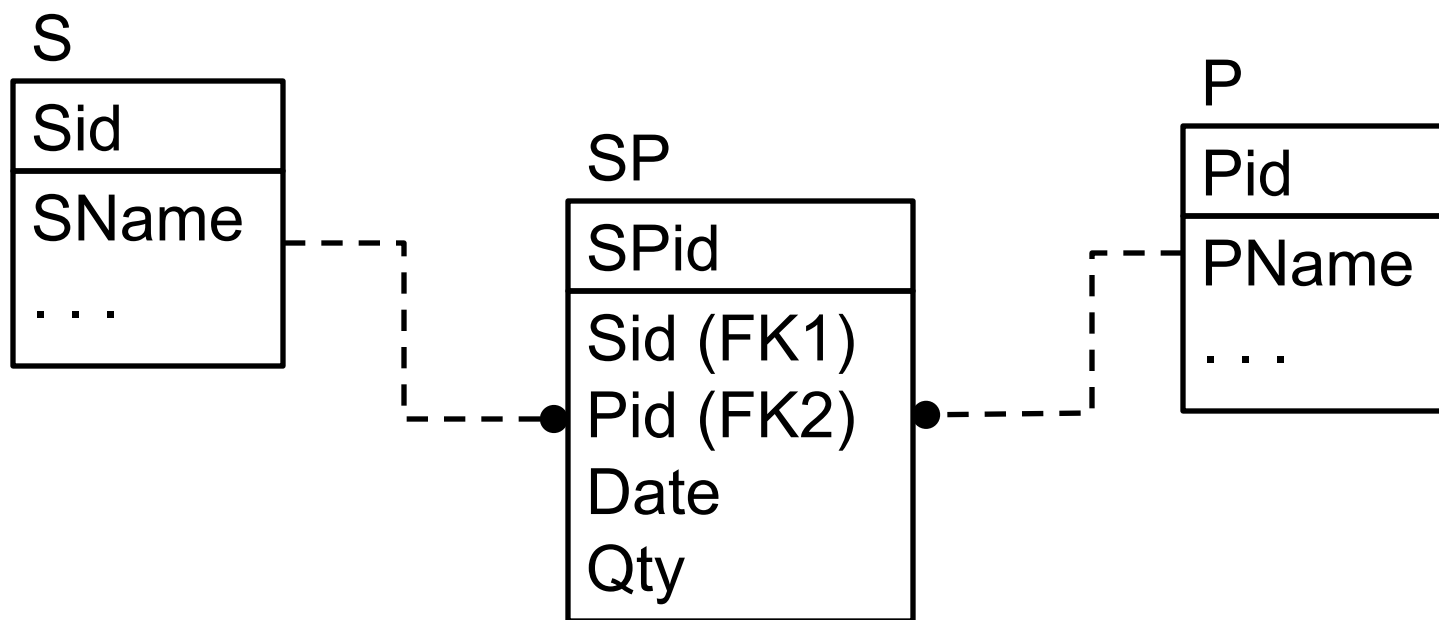 S
Sid
SName
. . .
SP
SPid
Sid (FK1)
Pid (FK2)
Date
Qty
P
Pid
PName
. . .